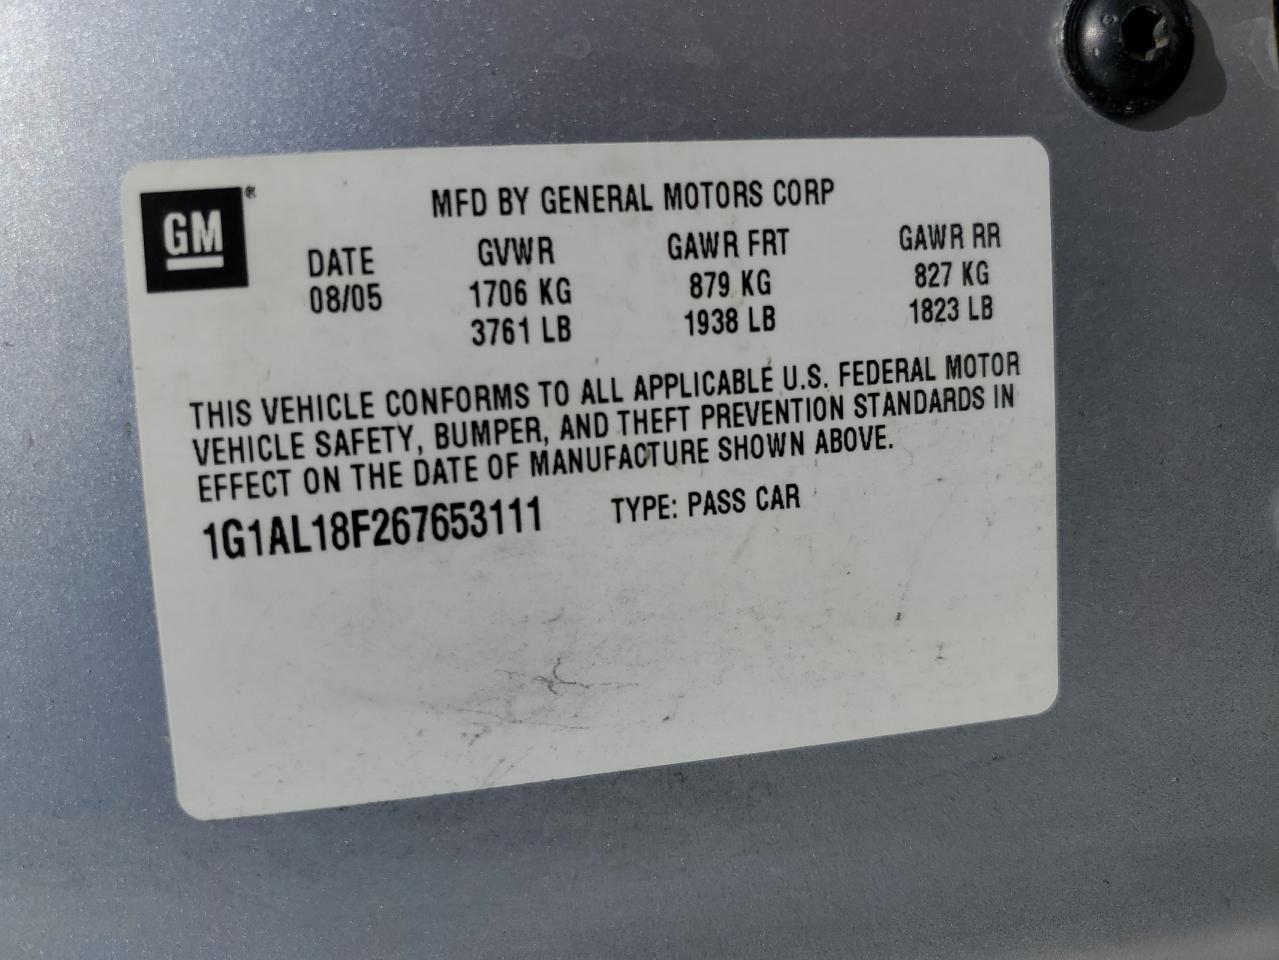 GM®
MFD BY GENERAL MOTORS CORP
DATE GVWR GAWR FRT GAWR RR
08/05 1706 KG 879 KG 827 KG
3761 LB 1938 LB 1823 LB
THIS VEHICLE CONFORMS TO ALL APPLICABLE U.S. FEDERAL MOTOR
VEHICLE SAFETY, BUMPER, AND THEFT PREVENTION STANDARDS IN
EFFECT ON THE DATE OF MANUFACTURE SHOWN ABOVE.
1G1AL18F267653111 TYPE: PASS CAR